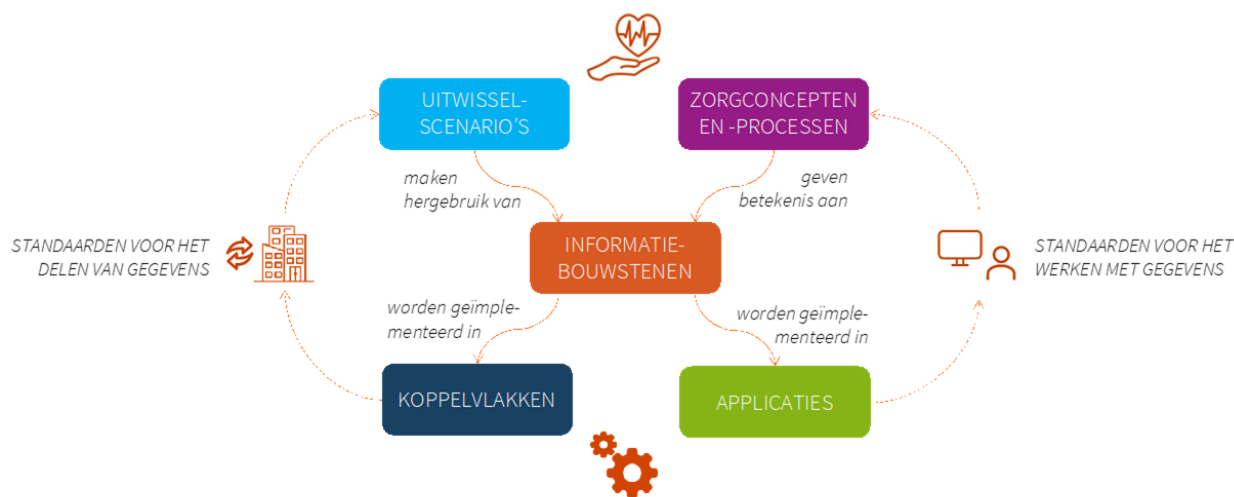 UITWISSEL-
SCENARIO'S
ZORGCONCEPTEN
EN -PROCESSEN
maken
hergebruik van
geven
betekenis aan
STANDAARDEN VOOR HET
DELEN VAN GEGEVENS
INFORMATIE-
BOUWSTENEN
STANDAARDEN VOOR HET
WERKEN MET GEGEVENS
worden geïmple-
menteerd in
worden geïmple-
menteerd in
KOPPELVLAKKEN
APPLICATIES